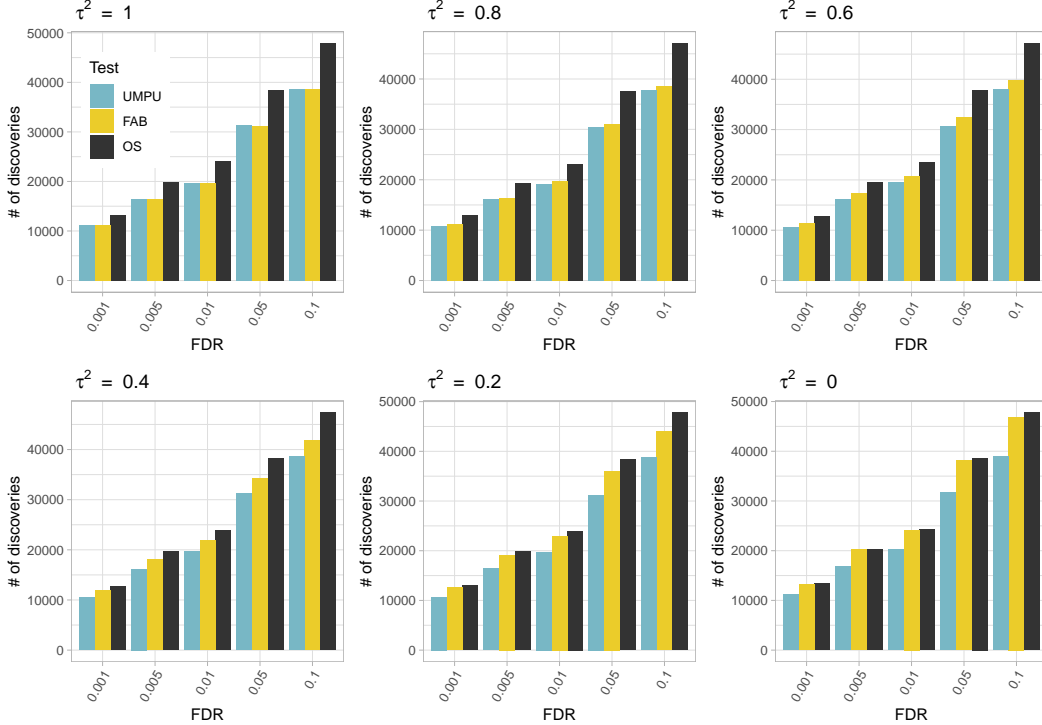 τ² = 1
# of discoveries
50000
40000
30000
20000
10000
0
Test
UMPU
FAB
OS
0.001
0.005
0.01
0.05
0.1
FDR
τ² = 0.8
# of discoveries
40000
30000
20000
10000
0
0.001
0.005
0.01
0.05
0.1
FDR
τ² = 0.6
# of discoveries
40000
30000
20000
10000
0
0.001
0.005
0.01
0.05
0.1
FDR
τ² = 0.4
# of discoveries
40000
30000
20000
10000
0
0.001
0.005
0.01
0.05
0.1
FDR
τ² = 0.2
# of discoveries
50000
40000
30000
20000
10000
0
0.001
0.005
0.01
0.05
0.1
FDR
τ² = 0
# of discoveries
50000
40000
30000
20000
10000
0
0.001
0.005
0.01
0.05
0.1
FDR